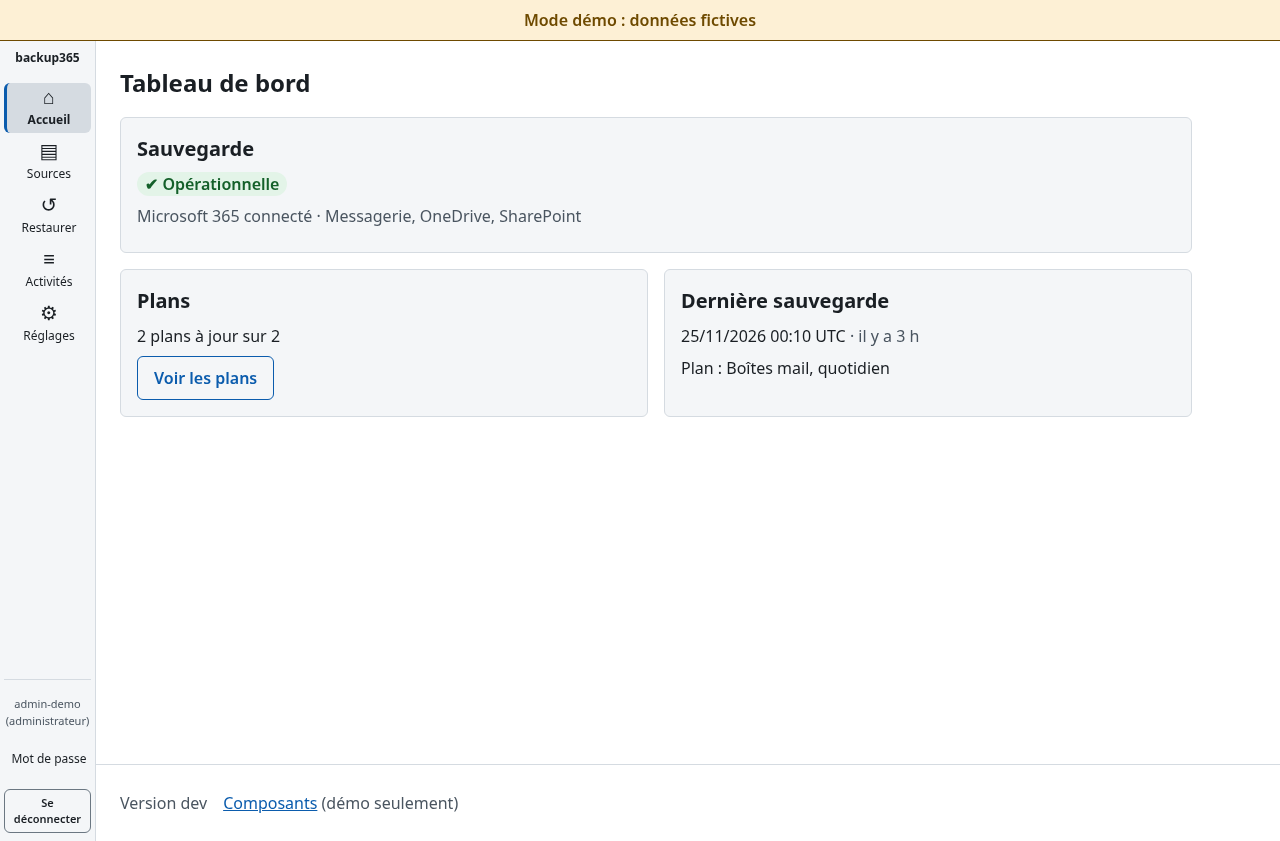 Mode démo : données fictives
backup365
Accueil
Sources
Restaurer
Activités
Réglages
admin-demo
(administrateur)
Mot de passe
Se
déconnecter
Tableau de bord
Sauvegarde
✔ Opérationnelle
Microsoft 365 connecté · Messagerie, OneDrive, SharePoint
Plans
2 plans à jour sur 2
Voir les plans
Dernière sauvegarde
25/11/2026 00:10 UTC · il y a 3 h
Plan : Boîtes mail, quotidien
Version dev Composants (démo seulement)